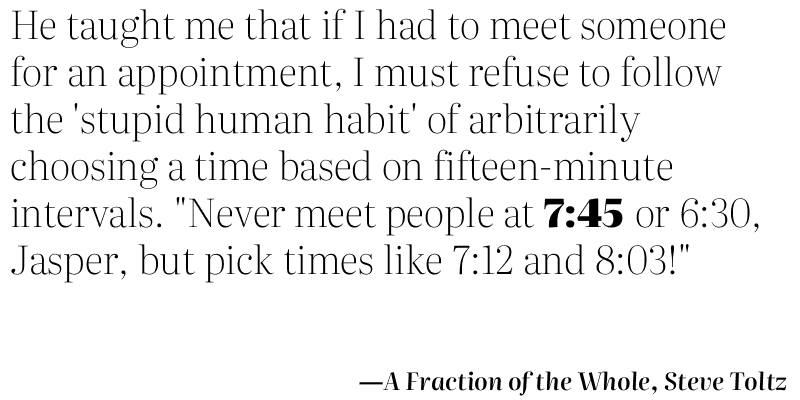 He taught me that if I had to meet someone
for an appointment, I must refuse to follow
the 'stupid human habit' of arbitrarily
choosing a time based on fifteen-minute
intervals. "Never meet people at 7:45 or 6:30,
Jasper, but pick times like 7:12 and 8:03!"
—A Fraction of the Whole, Steve Toltz